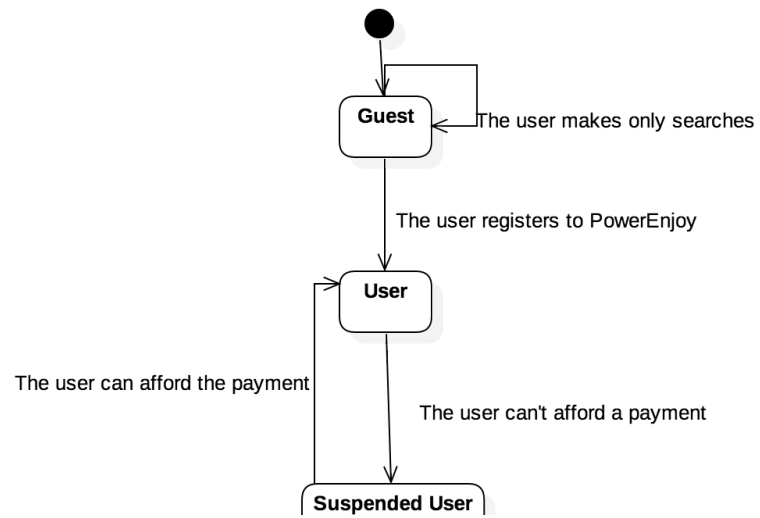 Guest
The user makes only searches
The user registers to PowerEnjoy
User
The user can afford the payment
The user can't afford a payment
Suspended User